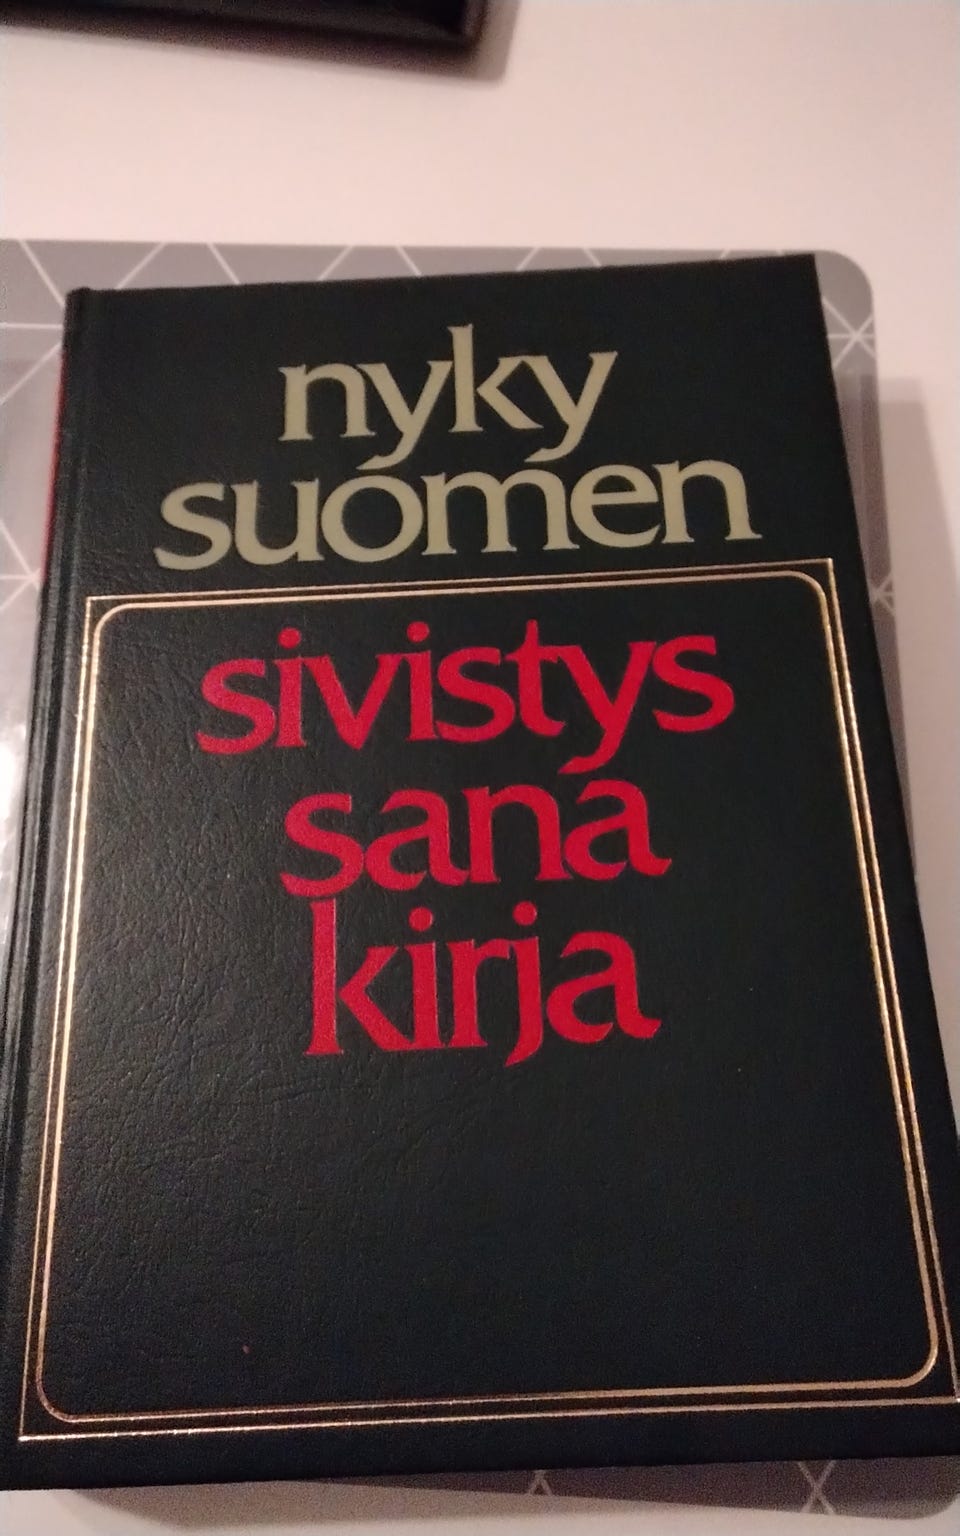 nyky
suomen
sivistys
sana
kirja